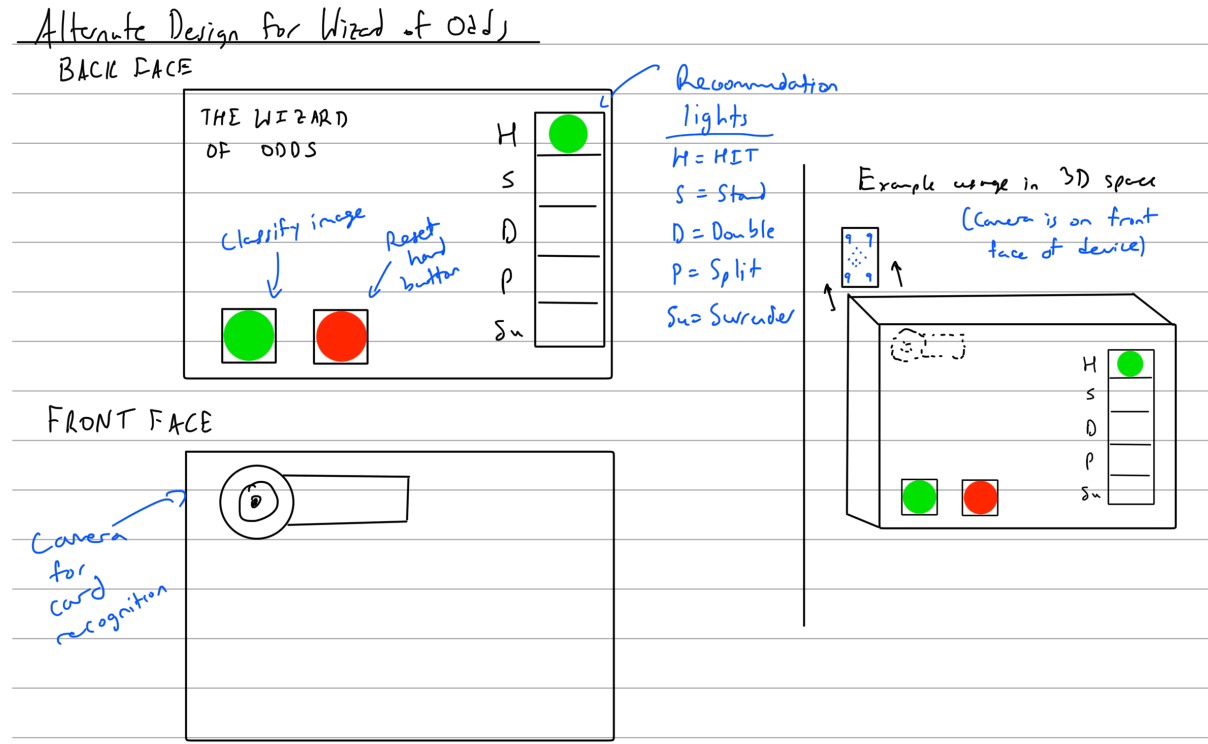 Alternate Design for Wizard of Odds
BACK FACE
THE WIZARD
OF ODDS
H
S
D
P
Su
Classify image
Reset
hand
button
Recommendation
lights
H = HIT
S = Stand
D = Double
P = Split
Su = Surrender
Example usage in 3D space
(Camera is on front
face of device)
9 9
9 9
H
S
D
P
Su
FRONT FACE
Camera
for
card
recognition